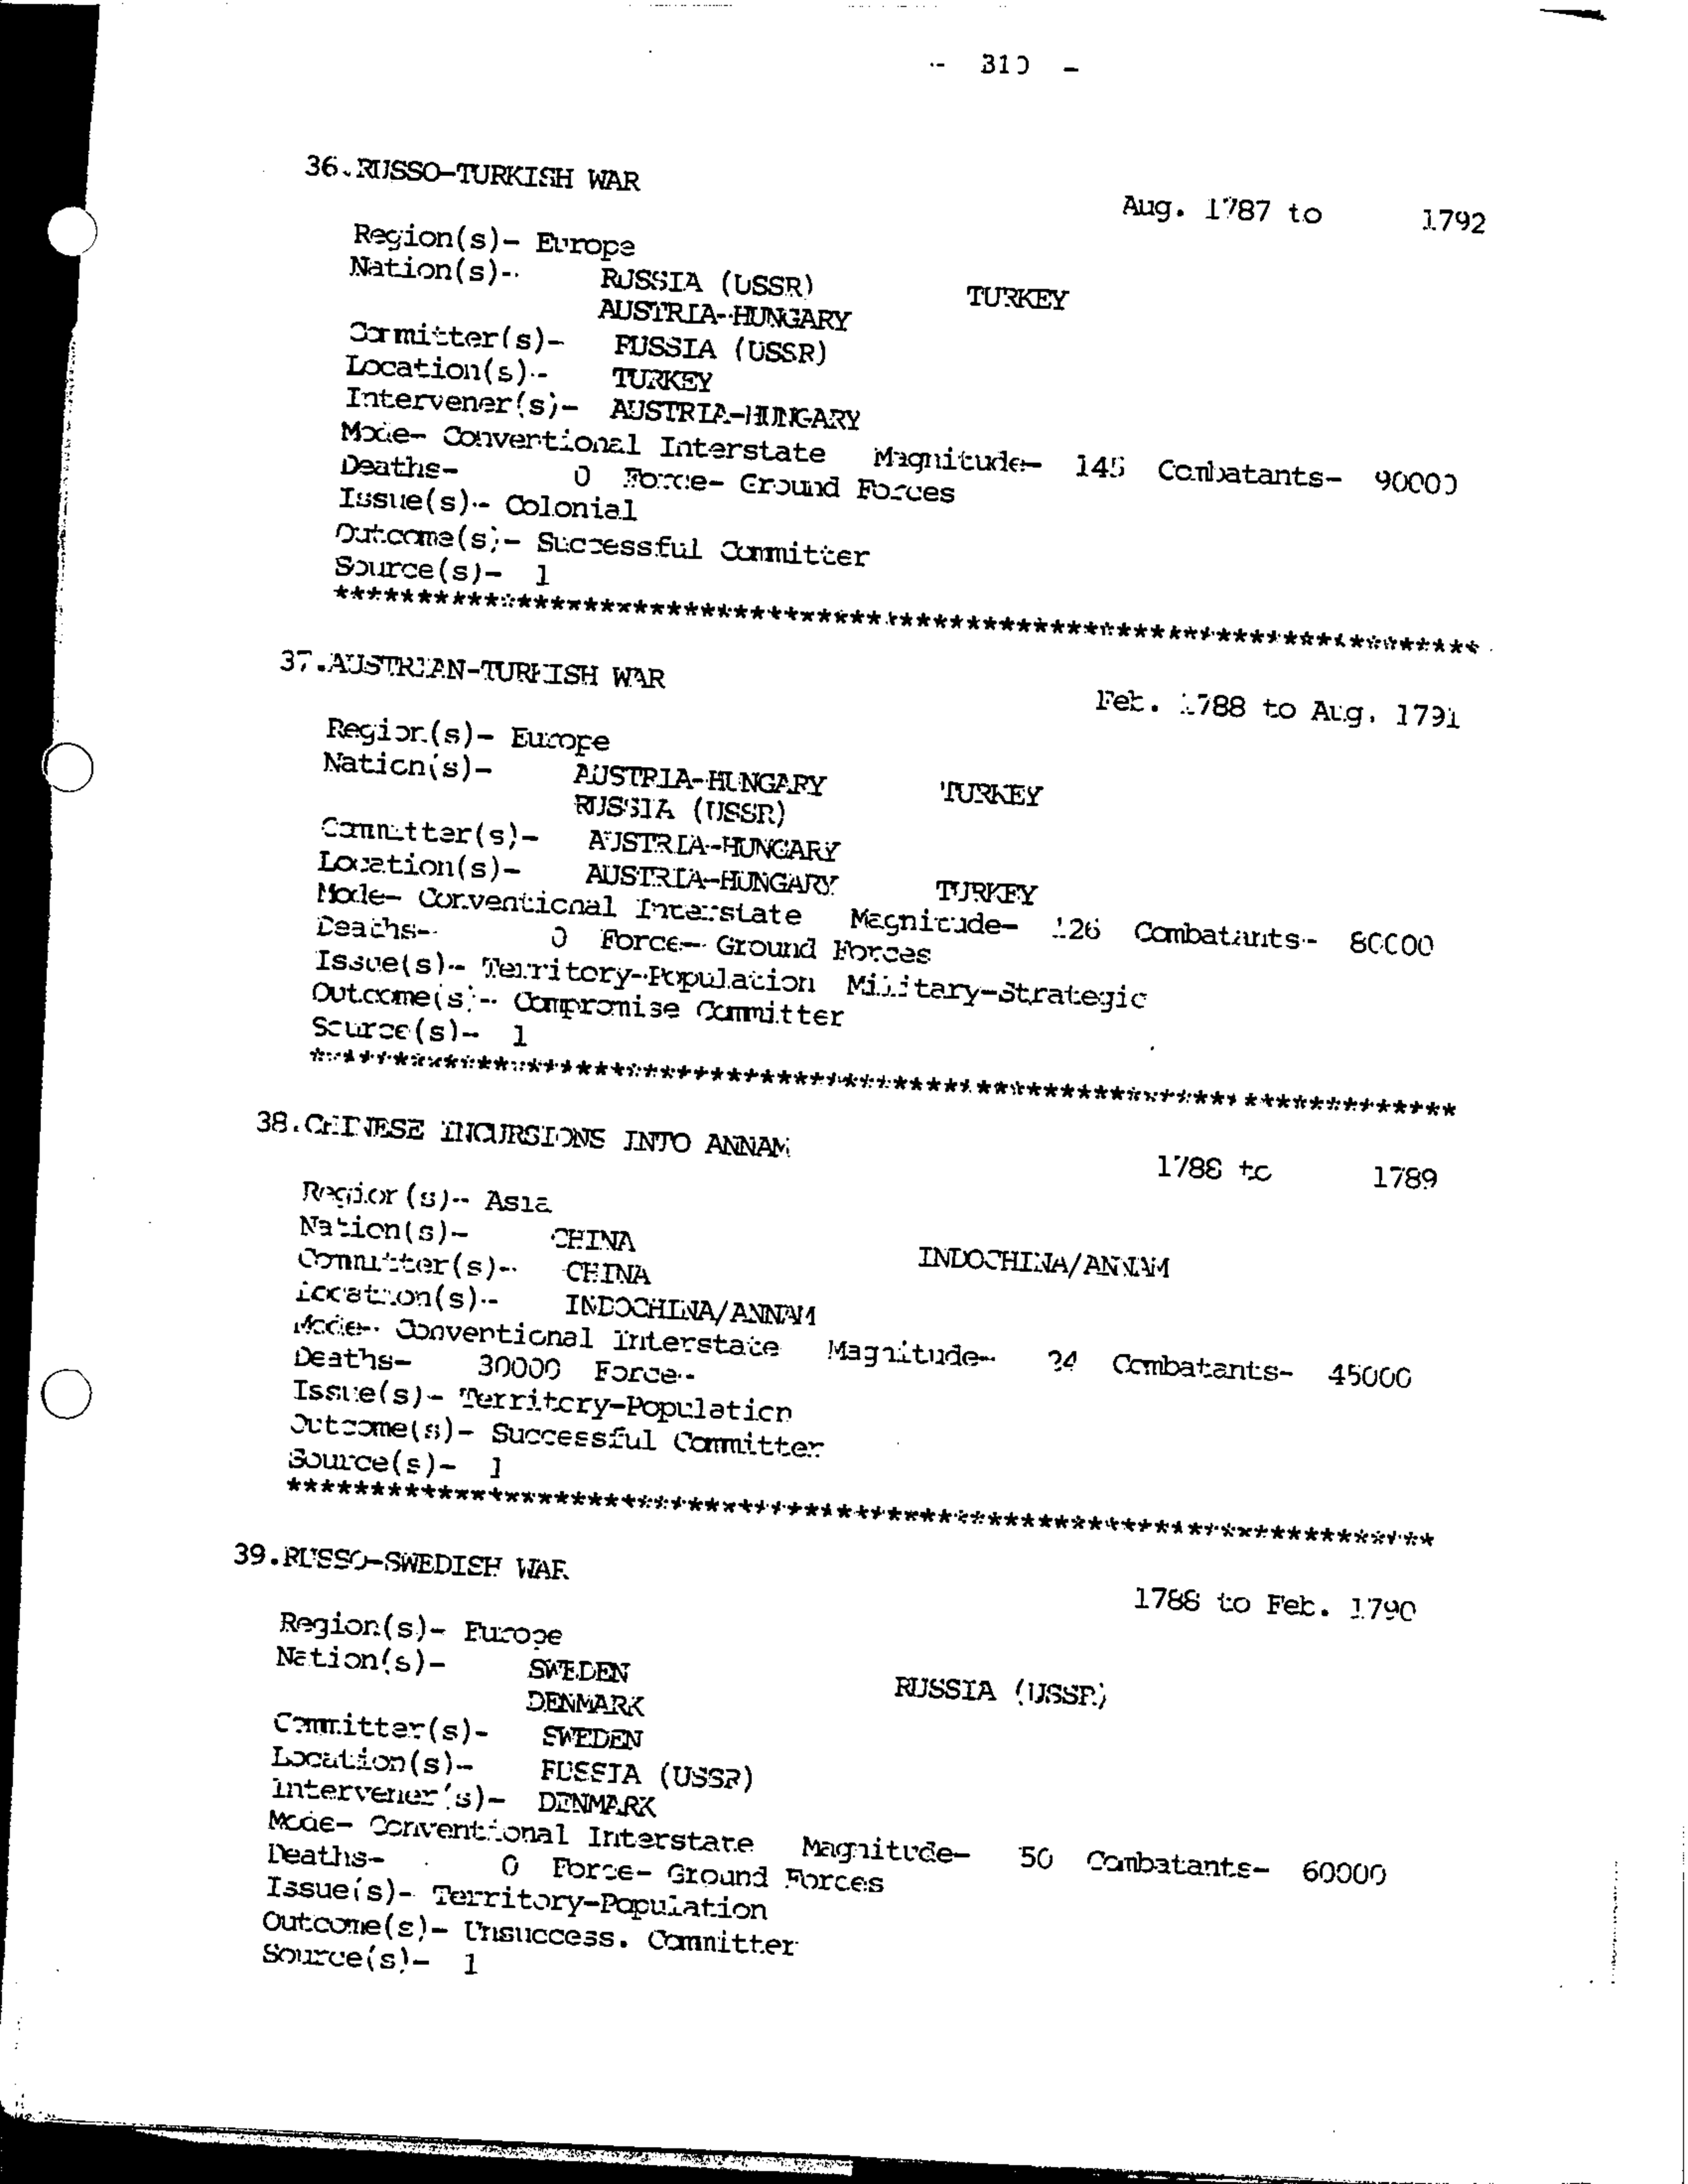 - 310 -
36.RUSSO-TURKISH WAR
Aug. 1787 to 1792
Region(s)- Europe
Nation(s)- RUSSIA (USSR) TURKEY
AUSTRIA-HUNGARY
Committer(s)- RUSSIA (USSR)
Location(s)- TURKEY
Intervener(s)- AUSTRIA-HUNGARY
Mode- Conventional Interstate Magnitude- 145 Combatants- 90000
Deaths- 0 Force- Ground Forces
Issue(s)- Colonial
Outcome(s)- Successful Committer
Source(s)- 1
37.AUSTRIAN-TURKISH WAR
Feb. 1788 to Aug. 1791
Region(s)- Europe
Nation(s)- AUSTRIA-HUNGARY TURKEY
RUSSIA (USSR)
Committer(s)- AUSTRIA-HUNGARY
Location(s)- AUSTRIA-HUNGARY TURKEY
Mode- Conventional Interstate Magnitude- 126 Combatants- 80000
Deaths- 0 Force- Ground Forces
Issue(s)- Territory-Population Military-Strategic
Outcome(s)- Compromise Committer
Source(s)- 1
38.CHINESE INCURSIONS INTO ANNAM
1788 to 1789
Region(s)- Asia
Nation(s)- CHINA INDOCHINA/ANNAM
Committer(s)- CHINA
Location(s)- INDOCHINA/ANNAM
Mode- Conventional Interstate Magnitude- Combatants- 45000
Deaths- 30000 Force-
Issue(s)- Territory-Population
Outcome(s)- Successful Committer
Source(s)- 1
39.RUSSO-SWEDISH WAR
1788 to Feb. 1790
Region(s)- Europe
Nation(s)- SWEDEN RUSSIA (USSR)
DENMARK
Committer(s)- SWEDEN
Location(s)- RUSSIA (USSR)
Intervener(s)- DENMARK
Mode- Conventional Interstate Magnitude- 50 Combatants- 60000
Deaths- 0 Force- Ground Forces
Issue(s)- Territory-Population
Outcome(s)- Unsuccess. Committer
Source(s)- 1